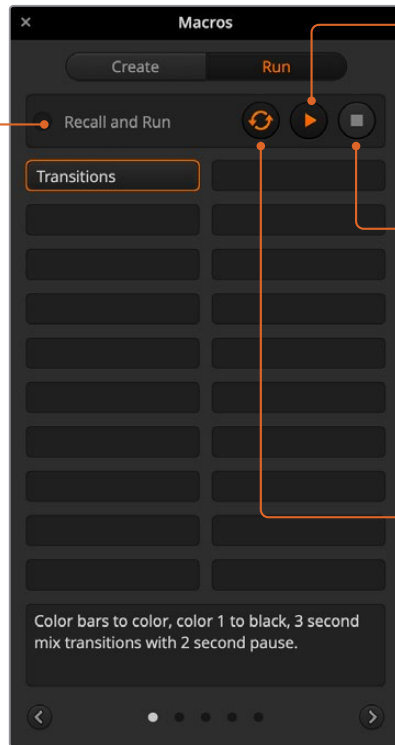 Macros
Create
Run
Recall and Run
Transitions
Color bars to color, color 1 to black, 3 second
mix transitions with 2 second pause.